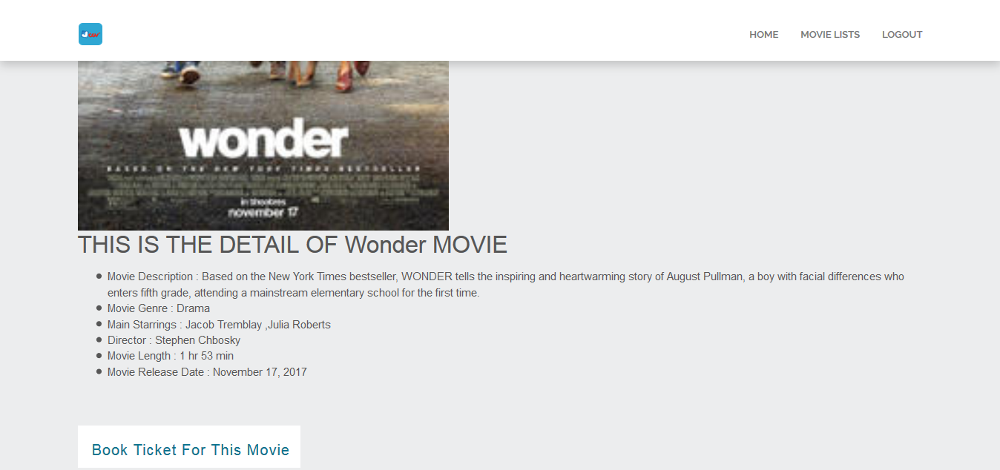 HOME MOVIE LISTS LOGOUT
wonder
BASED ON THE NEW YORK TIMES BESTSELLER
in theatres
november 17
THIS IS THE DETAIL OF Wonder MOVIE
Movie Description : Based on the New York Times bestseller, WONDER tells the inspiring and heartwarming story of August Pullman, a boy with facial differences who
enters fifth grade, attending a mainstream elementary school for the first time.
Movie Genre : Drama
Main Starrings : Jacob Tremblay ,Julia Roberts
Director : Stephen Chbosky
Movie Length : 1 hr 53 min
Movie Release Date : November 17, 2017
Book Ticket For This Movie